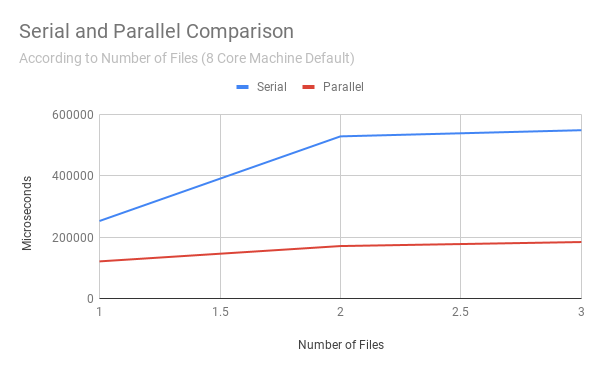 Serial and Parallel Comparison
According to Number of Files (8 Core Machine Default)
Serial Parallel
600000
400000
200000
0
Microseconds
1 1.5 2 2.5 3
Number of Files